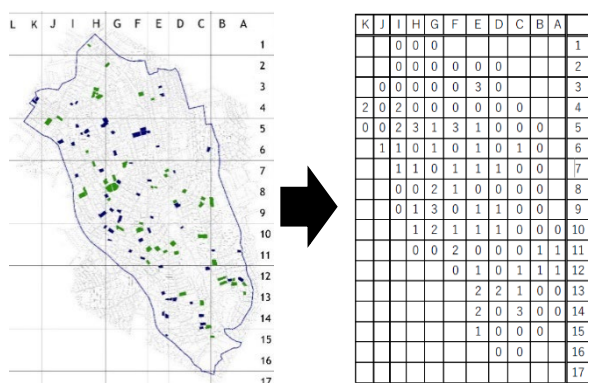 L K J I H G F E D C B A
1
2
3
4
5
6
7
8
9
10
11
12
13
14
15
16
17
K J I H G F E D C B A
0 0 0 1
0 0 0 0 0 0 2
0 0 0 0 0 3 0 3
2 0 2 0 0 0 0 0 0 4
0 0 2 3 1 3 1 0 0 0 5
1 1 0 1 0 1 0 1 0 6
1 1 0 1 1 1 0 0 7
0 0 2 1 0 0 0 0 8
0 1 3 0 1 1 0 0 9
1 2 1 1 1 0 0 0 10
0 0 2 0 0 0 1 1 11
0 1 0 1 1 1 12
2 2 1 0 0 13
2 0 3 0 0 14
1 0 0 0 15
0 0 16
17